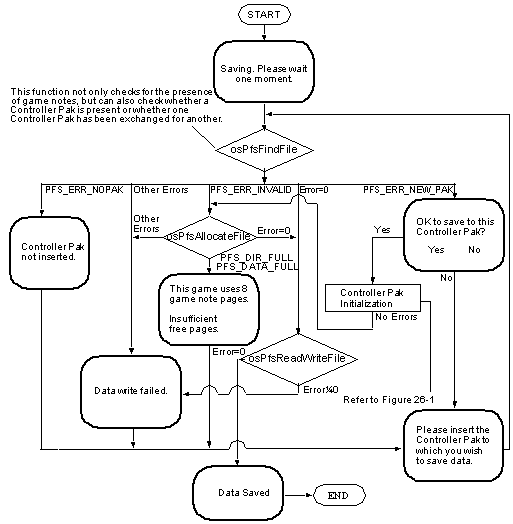 START
Saving. Please wait
one moment.
This function not only checks for the presence
of game notes, but can also check whether a
Controller Pak is present or whether one
Controller Pak has been exchanged for another.
osPfsFindFile
PFS_ERR_NOPAK
Other Errors
PFS_ERR_INVALID
Error=0
PFS_ERR_NEW_PAK
Other
Errors
osPfsAllocateFile
Error=0
Yes
OK to save to this
Controller Pak?
Yes No
Controller Pak
not inserted.
PFS_DIR_FULL
PFS_DATA_FULL
No
This game uses 8
game note pages.
Insufficient
free pages.
Controller Pak
Initialization
No Errors
Error=0
osPfsReadWriteFile
Data write failed.
Error¼0
Refer to Figure 26-1
Please insert the
Controller Pak to
which you wish
to save data.
Data Saved
END